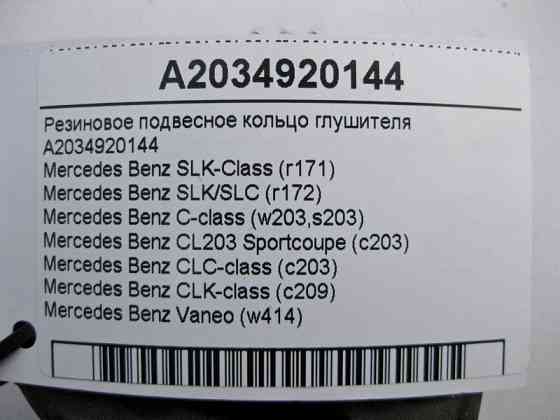 A2034920144
Резиновое подвесное кольцо глушителя
A2034920144
Mercedes Benz SLK-Class (r171)
Mercedes Benz SLK/SLC (r172)
Mercedes Benz C-class (w203,s203)
Mercedes Benz CL203 Sportcoupe (c203)
Mercedes Benz CLC-class (c203)
Mercedes Benz CLK-class (c209)
Mercedes Benz Vaneo (w414)